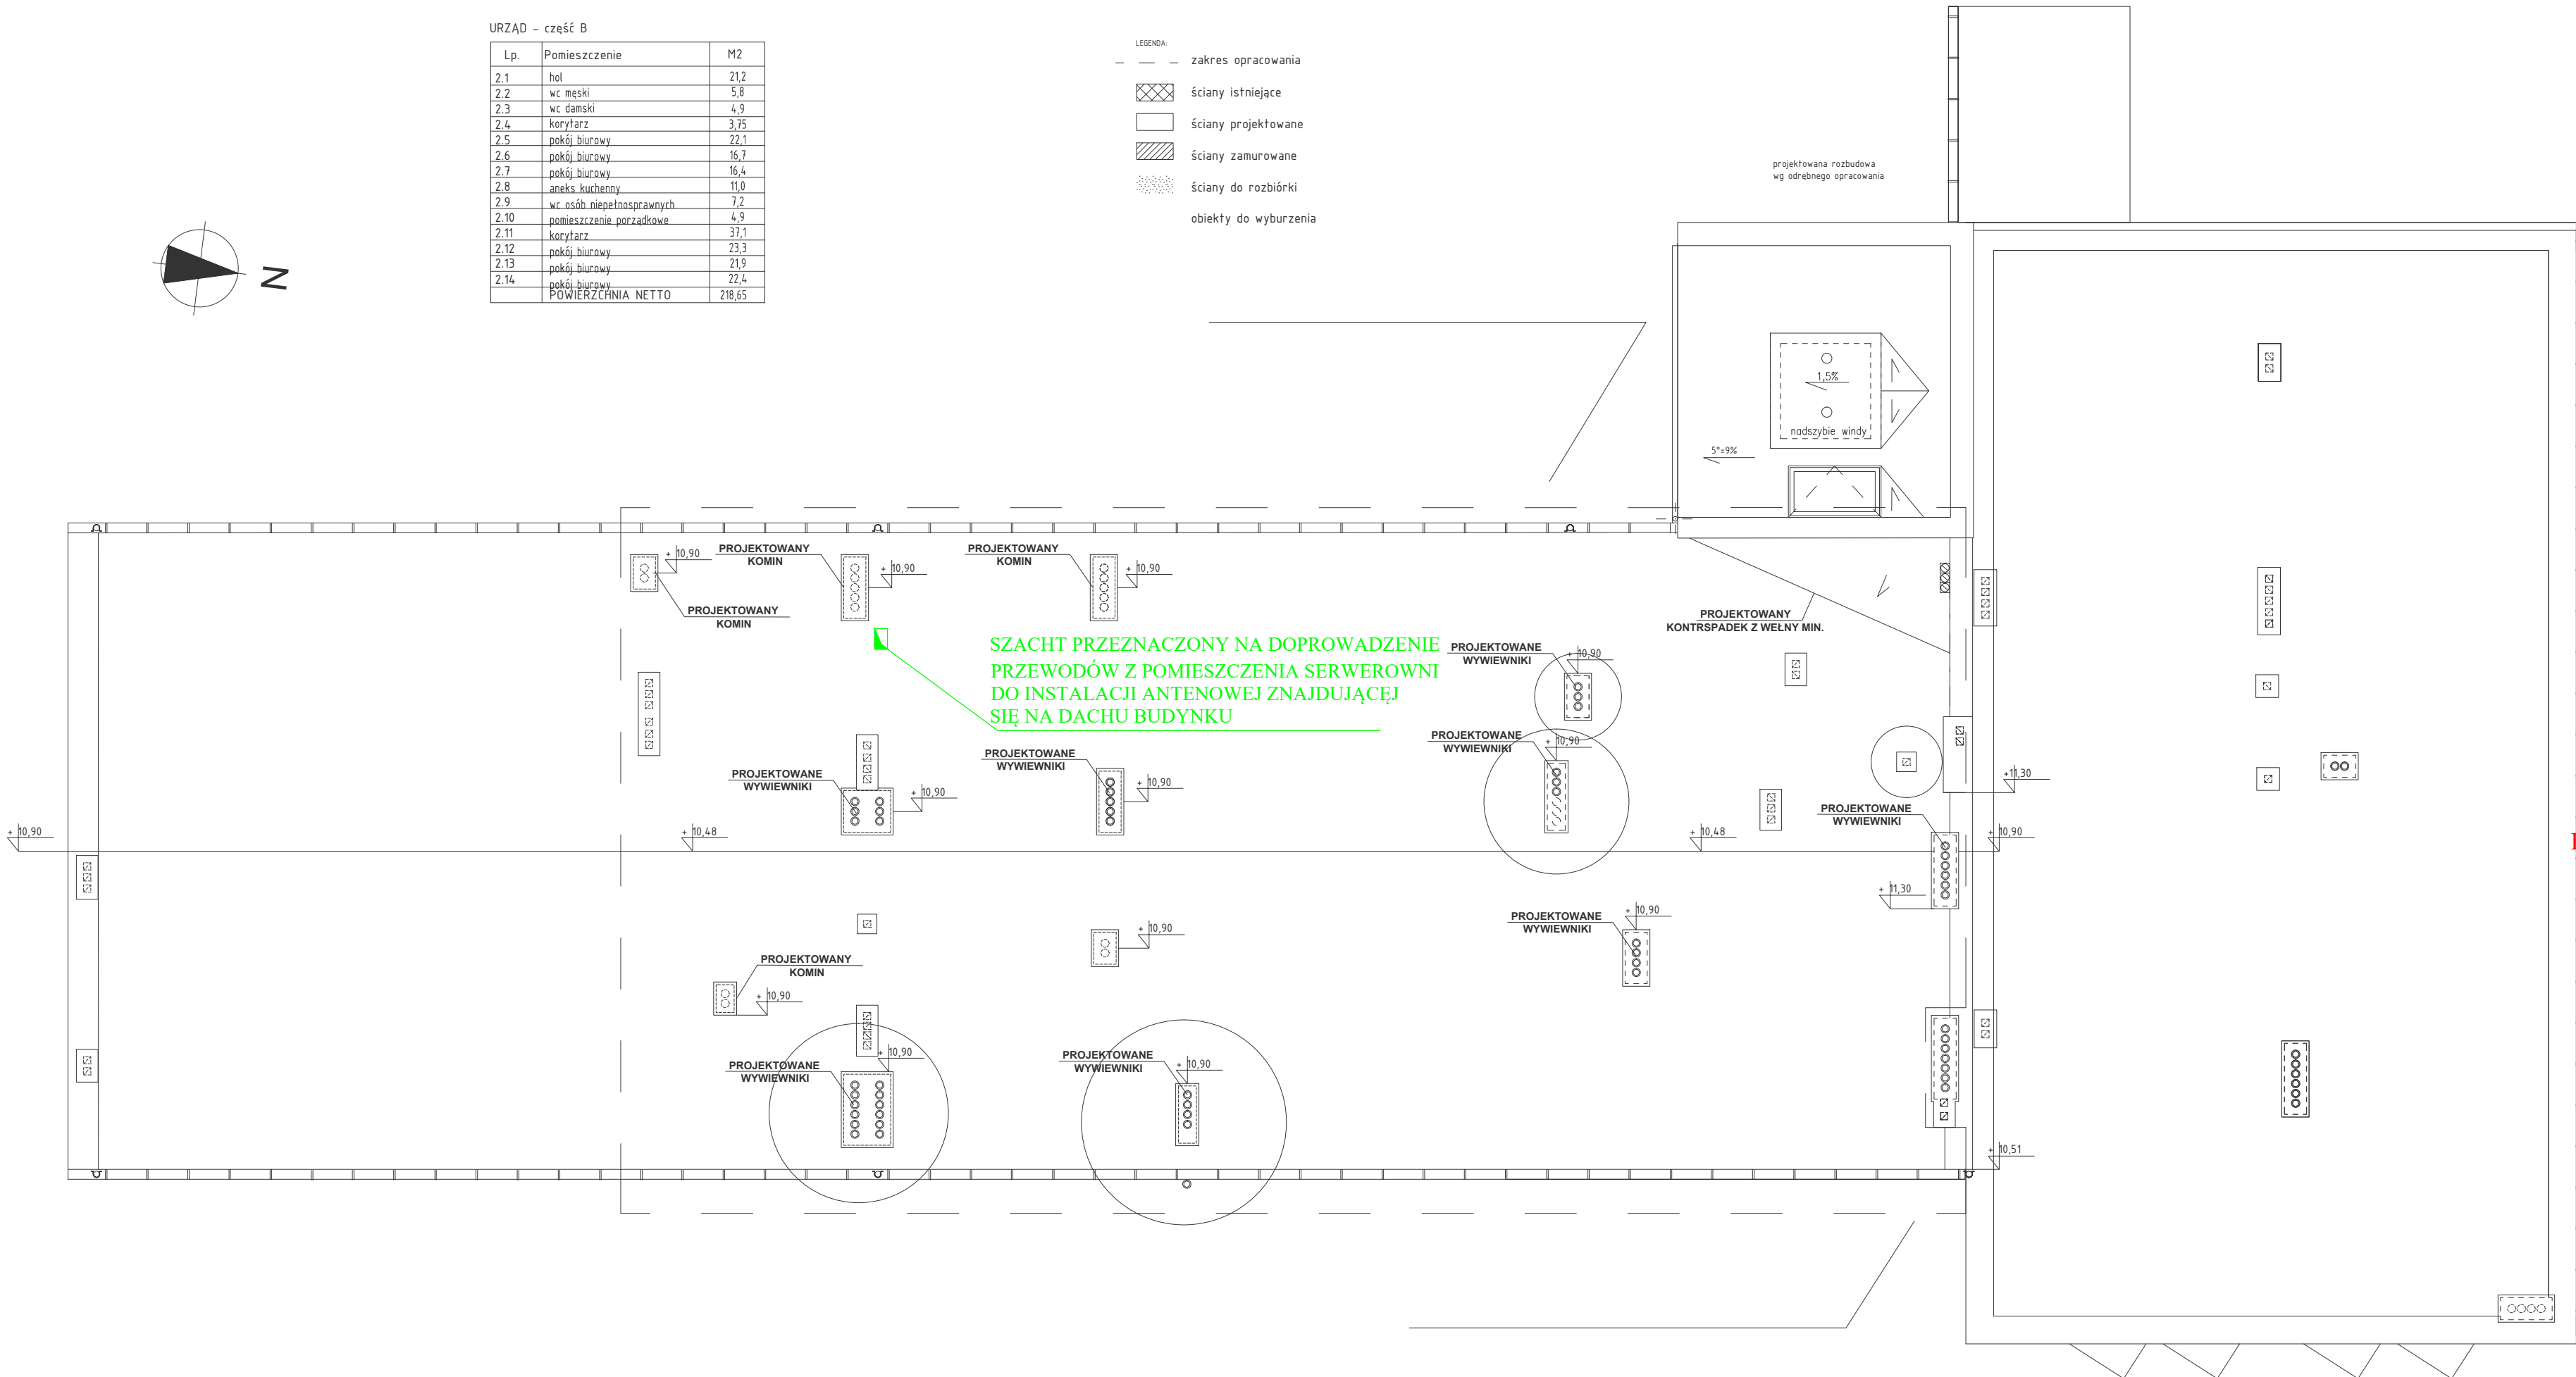 URZĄD - część B
Lp. Pomieszczenie M2
2.1 hol 21,2
2.2 wc męski 5,8
2.3 wc damski 4,9
2.4 korytarz 3,75
2.5 pokój biurowy 22,1
2.6 pokój biurowy 16,7
2.7 pokój biurowy 16,4
2.8 aneks kuchenny 11,0
2.9 wc osób niepełnosprawnych 7,2
2.10 pomieszczenie porządkowe 4,9
2.11 korytarz 37,1
2.12 pokój biurowy 23,3
2.13 pokój biurowy 21,9
2.14 pokój biurowy 22,4
POWIERZCHNIA NETTO 218,65
LEGENDA:
zakres opracowania
ściany istniejące
ściany projektowane
ściany zamurowane
ściany do rozbiórki
obiekty do wyburzenia
projektowana rozbudowa
wg odrębnego opracowania
N
1,5%
nadszybie windy
5°=9%
+ 10,90
PROJEKTOWANY
KOMIN
+ 10,90
PROJEKTOWANY
KOMIN
+ 10,90
PROJEKTOWANY
KOMIN
PROJEKTOWANY
KONTRSPADEK Z WEŁNY MIN.
SZACHT PRZEZNACZONY NA DOPROWADZENIE
PRZEWODÓW Z POMIESZCZENIA SERWEROWNI
DO INSTALACJI ANTENOWEJ ZNAJDUJĄCĘJ
SIĘ NA DACHU BUDYNKU
PROJEKTOWANE
WYWIEWNIKI
+ 10,90
PROJEKTOWANE
WYWIEWNIKI
+ 10,90
PROJEKTOWANE
WYWIEWNIKI
+ 10,90
PROJEKTOWANE
WYWIEWNIKI
+ 10,90
+11,30
PROJEKTOWANE
WYWIEWNIKI
+ 10,90
+ 10,48
+ 10,48
+ 10,90
+ 11,30
PROJEKTOWANE
WYWIEWNIKI
+ 10,90
+ 10,90
PROJEKTOWANY
KOMIN
+ 10,90
PROJEKTOWANE
WYWIEWNIKI
+ 10,90
PROJEKTOWANE
WYWIEWNIKI
+ 10,90
+ 10,51